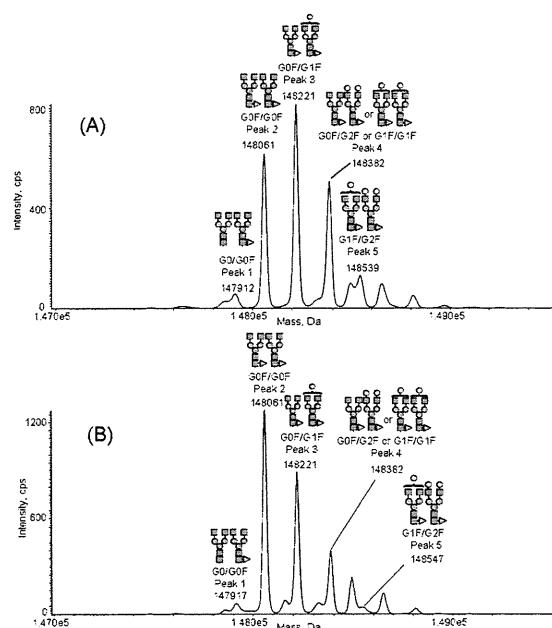 (A)
Intensity, cps
800
400
0
G0/G0F
Peak 1
147912
G0F/G0F
Peak 2
148061
G0F/G1F
Peak 3
148221
or
G0F/G2F or G1F/G1F
Peak 4
148382
G1F/G2F
Peak 5
148539
1.470e5
1.480e5
1.490e5
Mass, Da
(B)
Intensity, cps
1200
600
0
G0/G0F
Peak 1
147917
G0F/G0F
Peak 2
148061
G0F/G1F
Peak 3
148221
or
G0F/G2F or G1F/G1F
Peak 4
148382
G1F/G2F
Peak 5
148547
1.470e5
1.480e5
1.490e5
Mass, Da